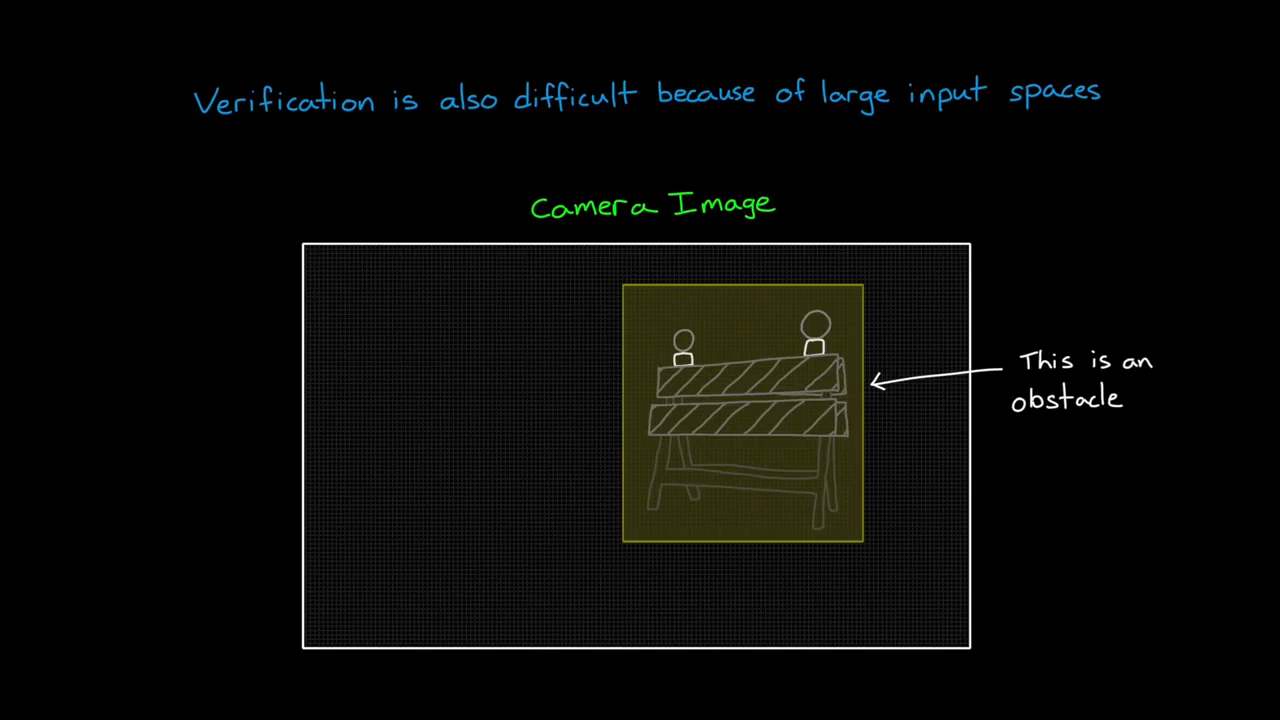 Verification is also difficult because of large input spaces
Camera Image
This is an
obstacle